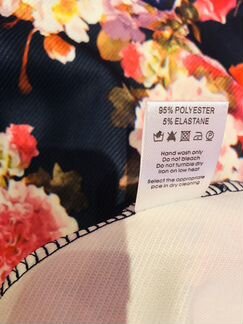 95% POLYESTER
5% ELASTANE
Hand wash only
Do not bleach
Do not tumble dry
Iron on low heat
Select the appropriate
pce in dry cleaning